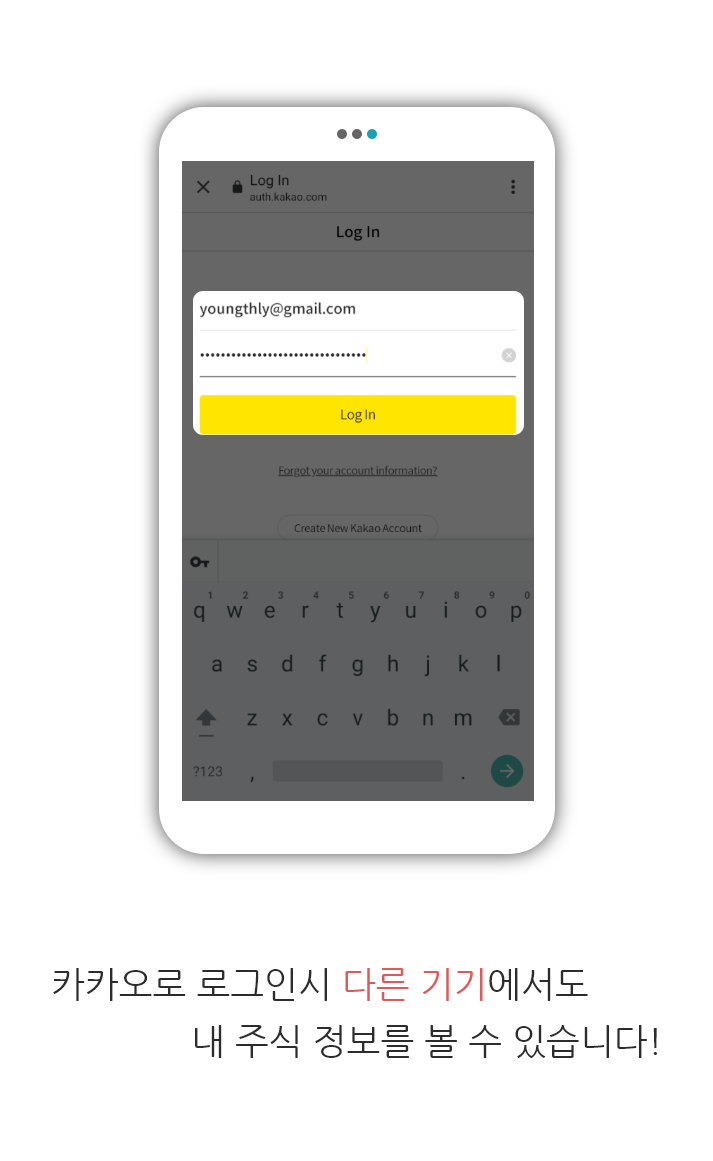 Log In
auth.kakao.com
Log In
youngthly@gmail.com
••••••••••••••••••••••••••••••••
Log In
Forgot your account information?
Create New Kakao Account
1 2 3 4 5 6 7 8 9 0
q w e r t y u i o p
a s d f g h j k l
z x c v b n m
?123 , .
카카오로 로그인시 다른 기기에서도
내 주식 정보를 볼 수 있습니다!